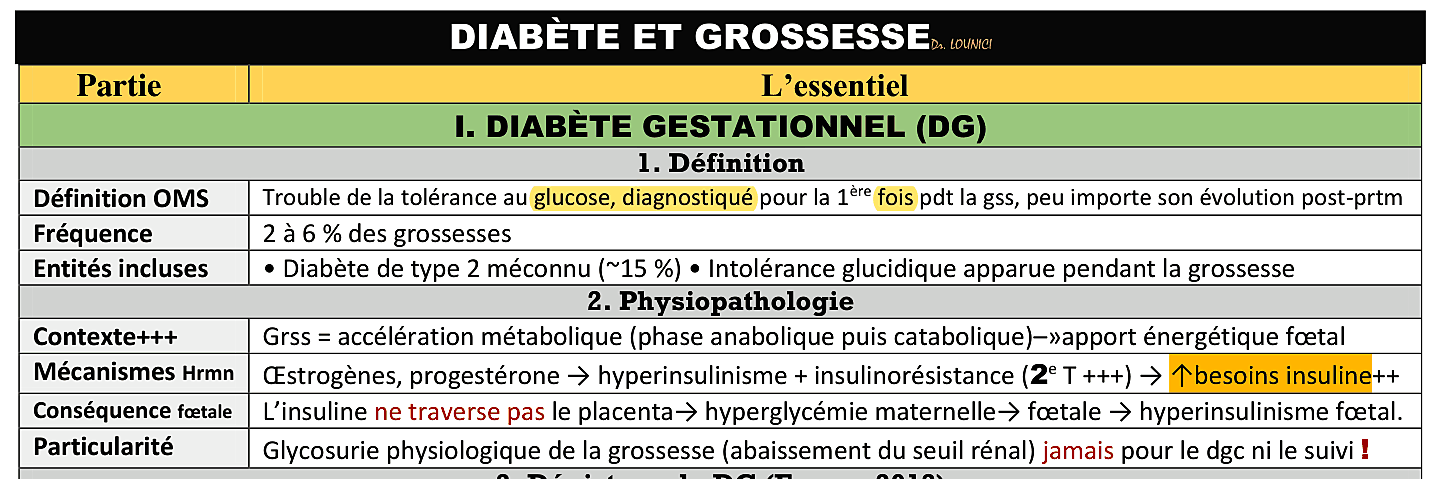 DIABÈTE ET GROSSESSE Dr. LOUNICI
Partie L'essentiel
I. DIABÈTE GESTATIONNEL (DG)
1. Définition
Définition OMS Trouble de la tolérance au glucose, diagnostiqué pour la 1ère fois pdt la gss, peu importe son évolution post-prtm
Fréquence 2 à 6 % des grossesses
Entités incluses • Diabète de type 2 méconnu (~15 %) • Intolérance glucidique apparue pendant la grossesse
2. Physiopathologie
Contexte+++ Grss = accélération métabolique (phase anabolique puis catabolique)–»apport énergétique fœtal
Mécanismes Hrmn Œstrogènes, progestérone → hyperinsulinisme + insulinorésistance (2e T +++) → ↑besoins insuline++
Conséquence fœtale L'insuline ne traverse pas le placenta→ hyperglycémie maternelle→ fœtale → hyperinsulinisme fœtal.
Particularité Glycosurie physiologique de la grossesse (abaissement du seuil rénal) jamais pour le dgc ni le suivi !